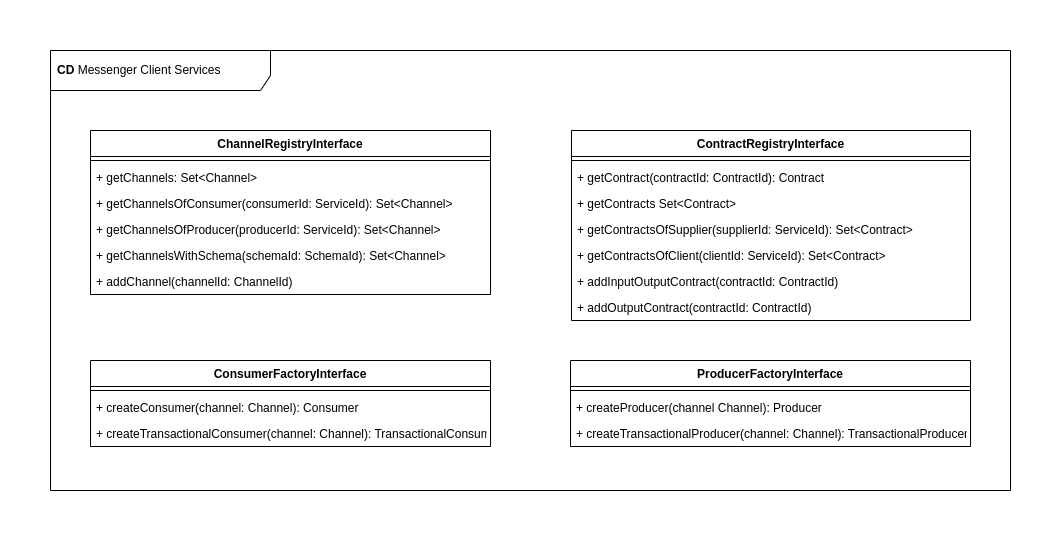 CD Messenger Client Services
ChannelRegistryInterface
+ getChannels: Set<Channel>
+ getChannelsOfConsumer(consumerId: ServiceId): Set<Channel>
+ getChannelsOfProducer(producerId: ServiceId): Set<Channel>
+ getChannelsWithSchema(schemaId: SchemaId): Set<Channel>
+ addChannel(channelId: ChannelId)
ContractRegistryInterface
+ getContract(contractId: ContractId): Contract
+ getContracts Set<Contract>
+ getContractsOfSupplier(supplierId: ServiceId): Set<Contract>
+ getContractsOfClient(clientId: ServiceId): Set<Contract>
+ addInputOutputContract(contractId: ContractId)
+ addOutputContract(contractId: ContractId)
ConsumerFactoryInterface
+ createConsumer(channel: Channel): Consumer
+ createTransactionalConsumer(channel: Channel): TransactionalConsun
ProducerFactoryInterface
+ createProducer(channel Channel): Producer
+ createTransactionalProducer(channel: Channel): TransactionalProducer